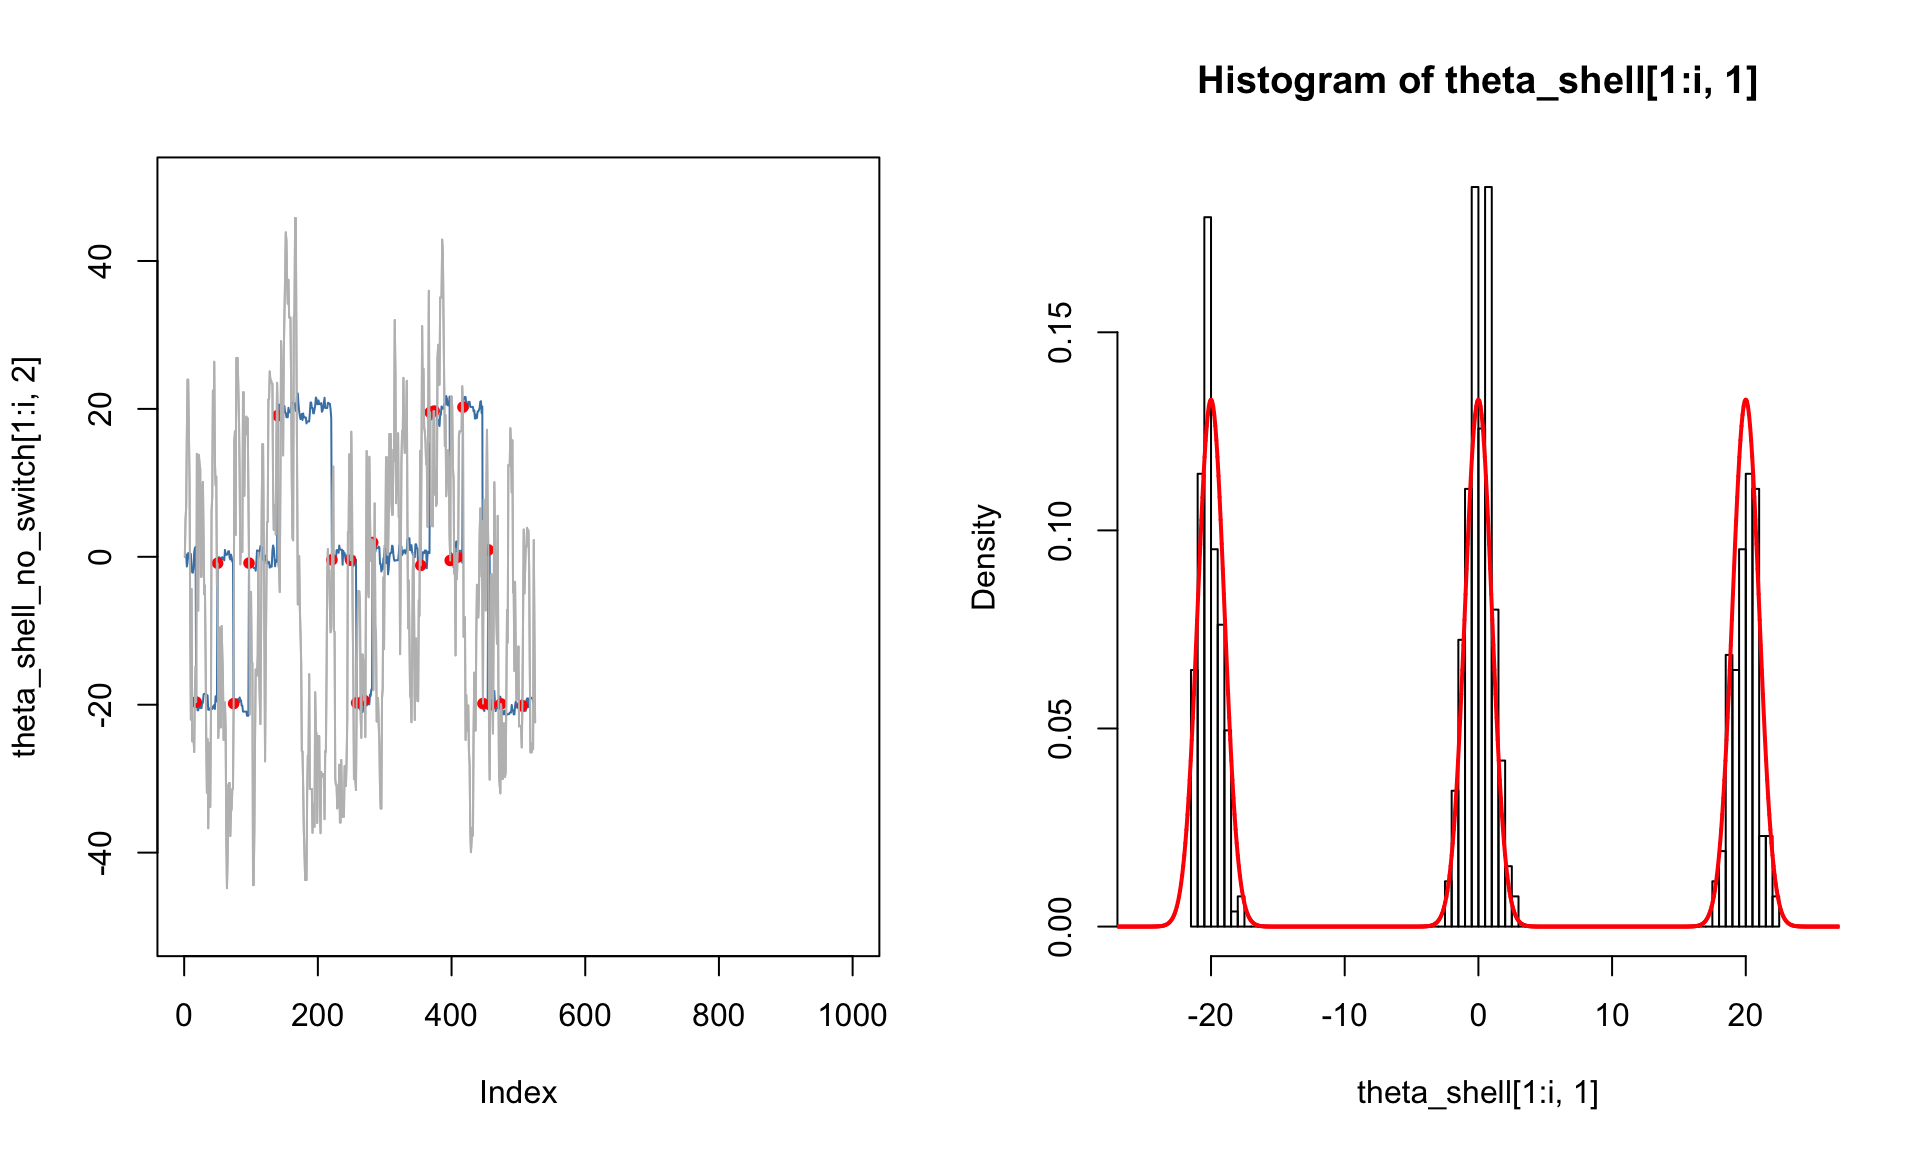 theta_shell_no_switch[1:i, 2]
40
20
0
-20
-40
0 200 400 600 800 1000
Index
Histogram of theta_shell[1:i, 1]
Density
0.15
0.10
0.05
0.00
-20 -10 0 10 20
theta_shell[1:i, 1]